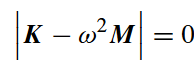 |K − ω²M| = 0